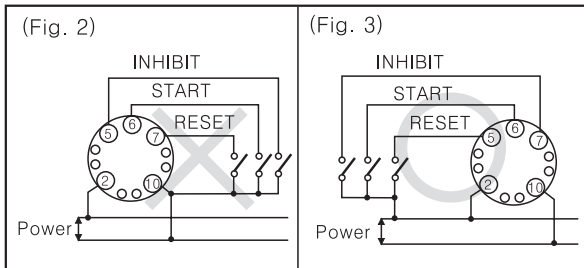 (Fig. 2)
INHIBIT
START
RESET
5
6
7
2
10
Power
(Fig. 3)
INHIBIT
START
RESET
5
6
7
2
10
Power